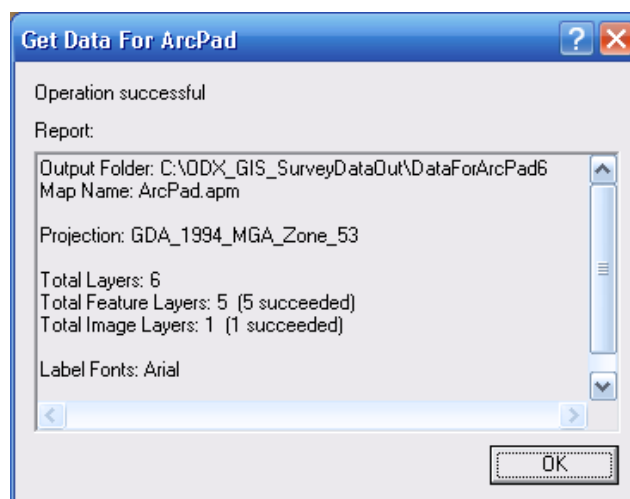 Get Data For ArcPad
Operation successful
Report:
Output Folder: C:\ODX_GIS_SurveyDataOut\DataForArcPad6
Map Name: ArcPad.apm
Projection: GDA_1994_MGA_Zone_53
Total Layers: 6
Total Feature Layers: 5 (5 succeeded)
Total Image Layers: 1 (1 succeeded)
Label Fonts: Arial
OK